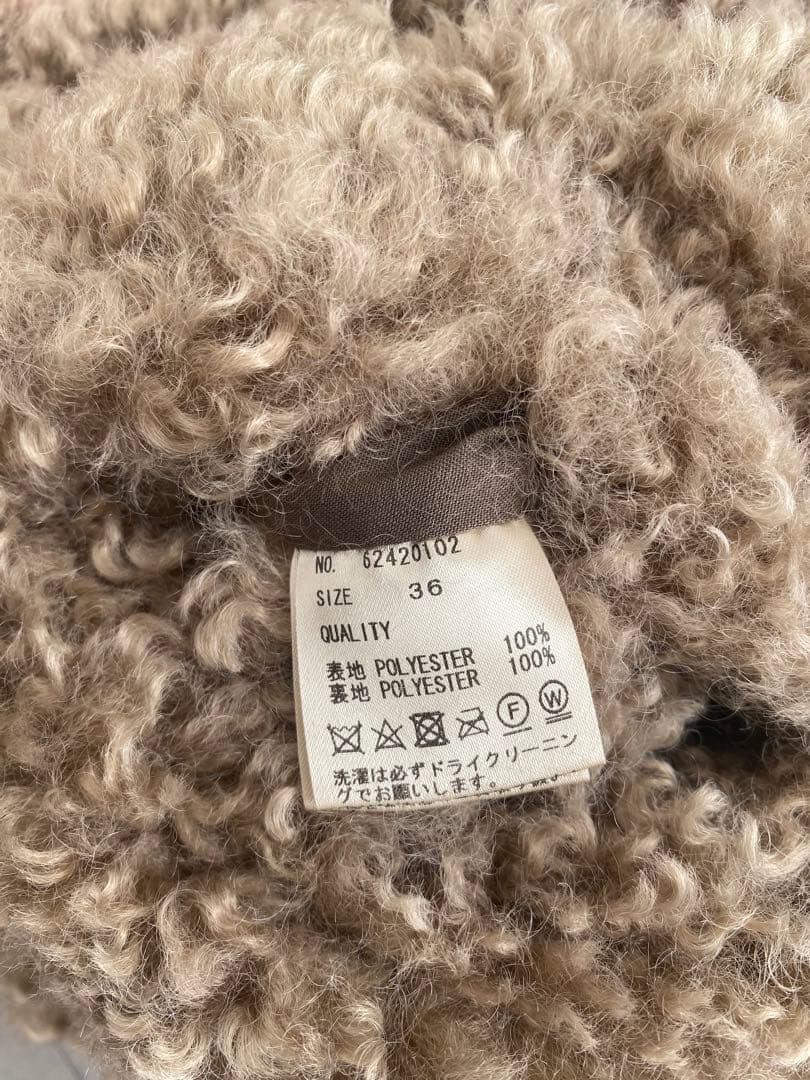 NO. 62420102
SIZE 36
QUALITY
表地 POLYESTER 100%
裏地 POLYESTER 100%
F W
洗濯は必ずドライクリーニン
グでお願いします。